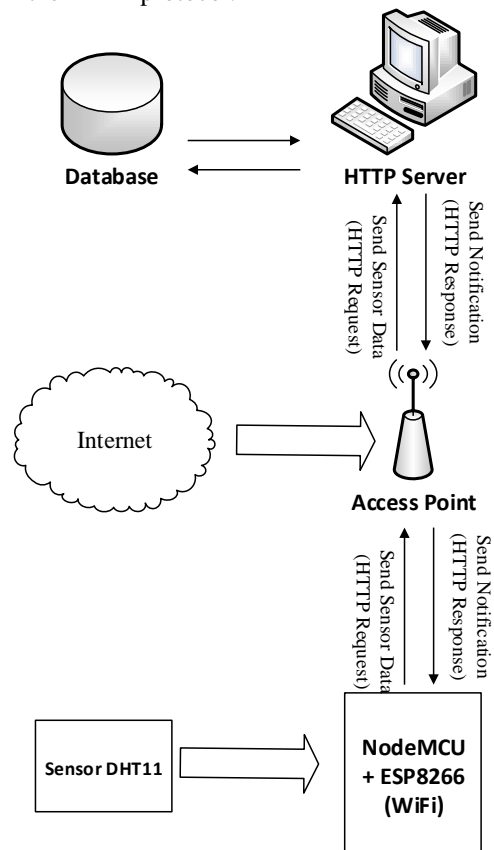 protocol.
Database
HTTP Server
Send Sensor Data
(HTTP Request)
Send Notification
(HTTP Response)
Internet
Access Point
Send Sensor Data
(HTTP Request)
Send Notification
(HTTP Response)
Sensor DHT11
NodeMCU
+ ESP8266
(WiFi)